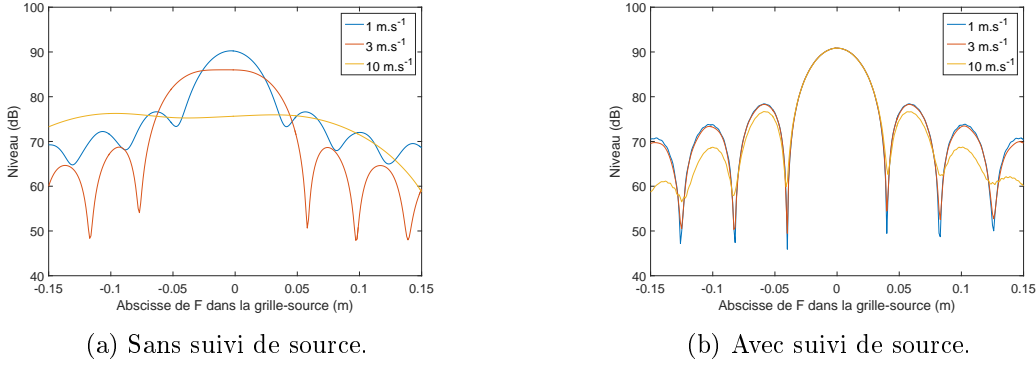 100
90
80
70
60
50
40
Niveau (dB)
1 m.s-1
3 m.s-1
10 m.s-1
-0.15 -0.1 -0.05 0 0.05 0.1 0.15
Abscisse de F dans la grille-source (m)
(a) Sans suivi de source.
100
90
80
70
60
50
40
Niveau (dB)
1 m.s-1
3 m.s-1
10 m.s-1
-0.15 -0.1 -0.05 0 0.05 0.1 0.15
Abscisse de F dans la grille-source (m)
(b) Avec suivi de source.